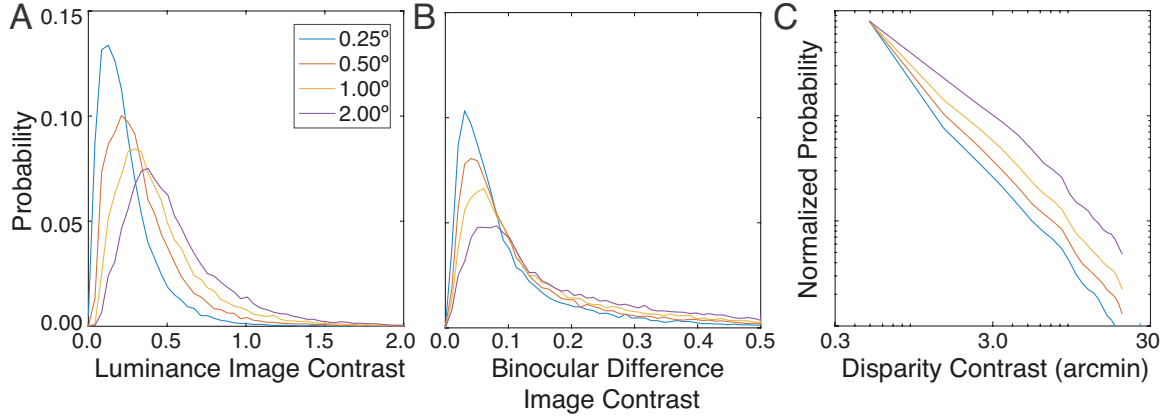 A
B
C
0.15
0.10
0.05
0.00
Probability
0.25º
0.50º
1.00º
2.00º
0.0
0.5
1.0
1.5
2.0
Luminance Image Contrast
0.0
0.1
0.2
0.3
0.4
0.5
Binocular Difference
Image Contrast
Normalized Probability
0.3
3.0
30
Disparity Contrast (arcmin)